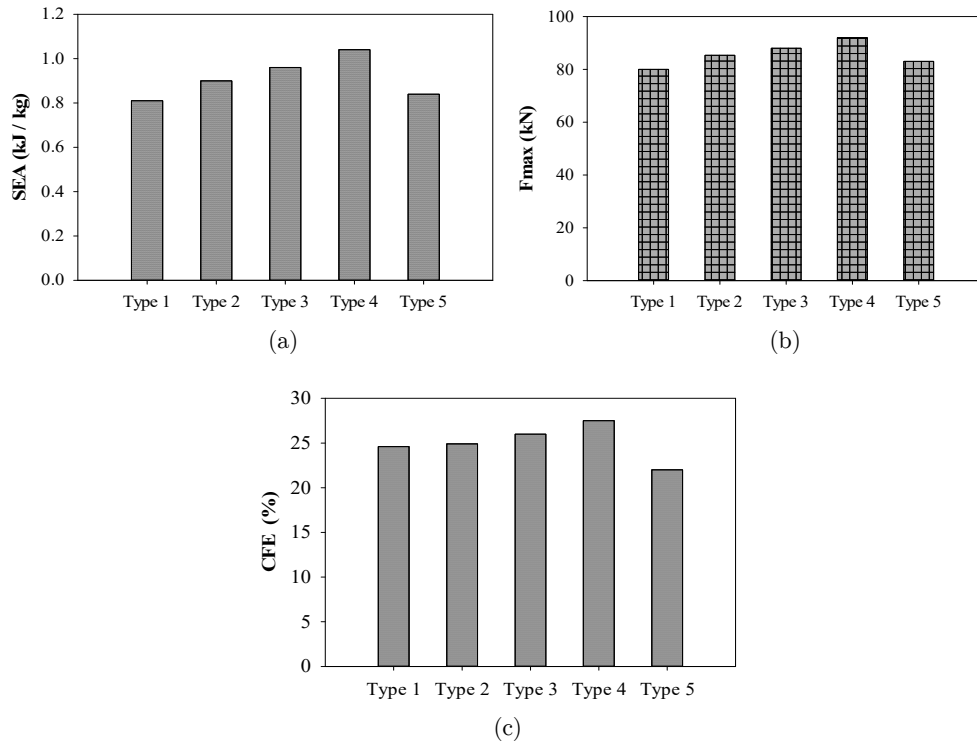 SEA (kJ / kg)
1.2
1.0
0.8
0.6
0.4
0.2
0.0
Type 1 Type 2 Type 3 Type 4 Type 5
(a)
Fmax (kN)
100
80
60
40
20
0
Type 1 Type 2 Type 3 Type 4 Type 5
(b)
CFE (%)
30
25
20
15
10
5
0
Type 1 Type 2 Type 3 Type 4 Type 5
(c)